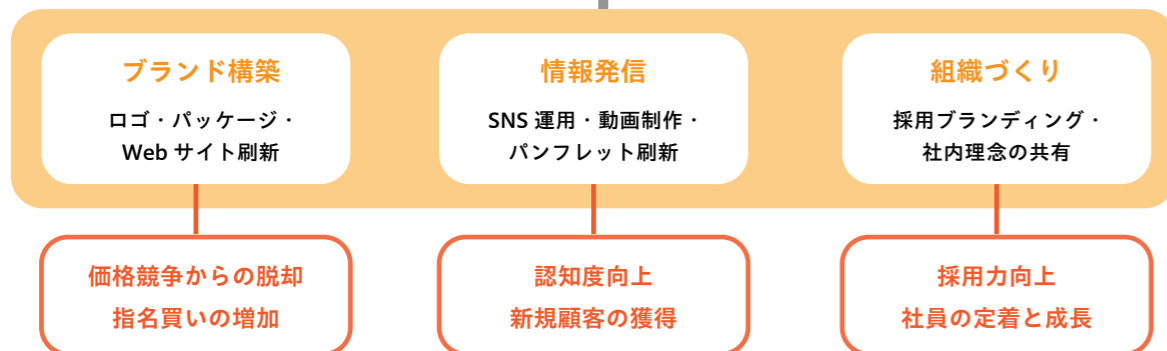 ブランド構築
ロゴ・パッケージ・
Web サイト刷新
情報発信
SNS 運用・動画制作・
パンフレット刷新
組織づくり
採用ブランディング・
社内理念の共有
価格競争からの脱却
指名買いの増加
認知度向上
新規顧客の獲得
採用力向上
社員の定着と成長